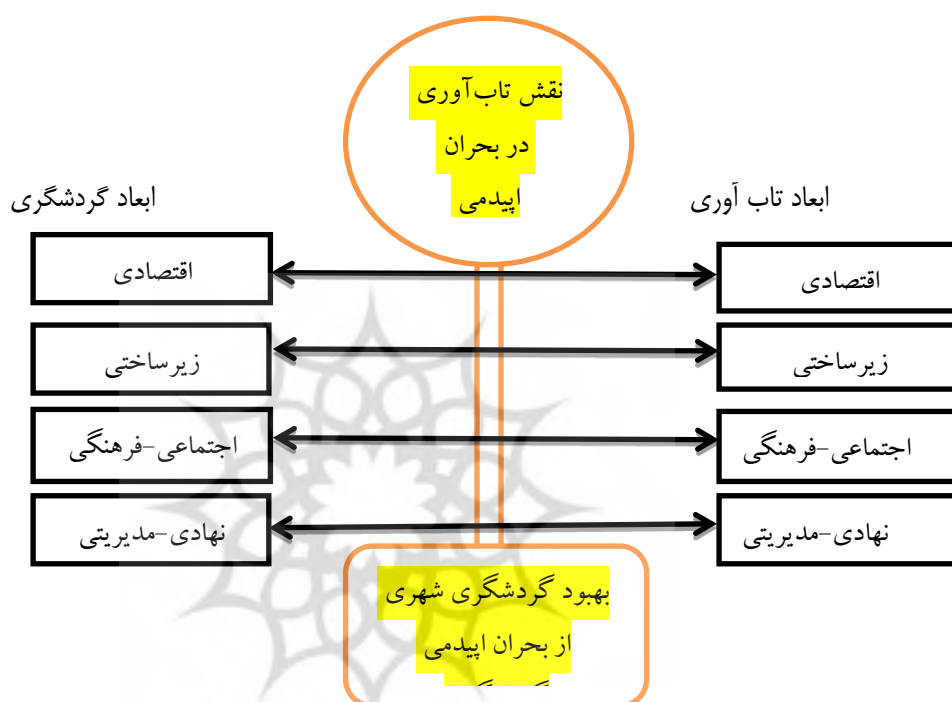 نقش تاب‌آوری
در بحران
اپیدمی
ابعاد تاب آوری
ابعاد گردشگری
اقتصادی
اقتصادی
زیرساختی
زیرساختی
اجتماعی-فرهنگی
اجتماعی-فرهنگی
نهادی-مدیریتی
نهادی-مدیریتی
بهبود گردشگری شهری
از بحران اپیدمی